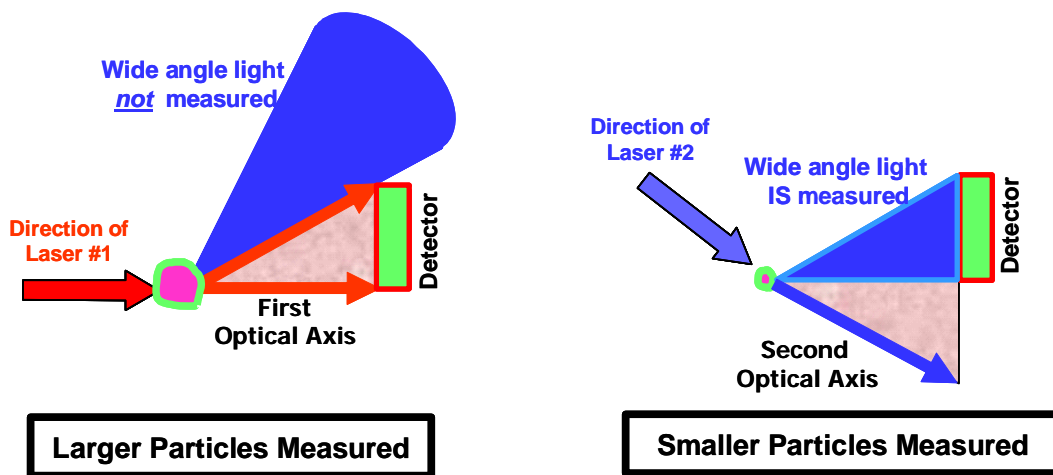 Wide angle light
not measured
Direction of
Laser #1
Detector
First
Optical Axis
Larger Particles Measured
Direction of
Laser #2
Wide angle light
IS measured
Detector
Second
Optical Axis
Smaller Particles Measured